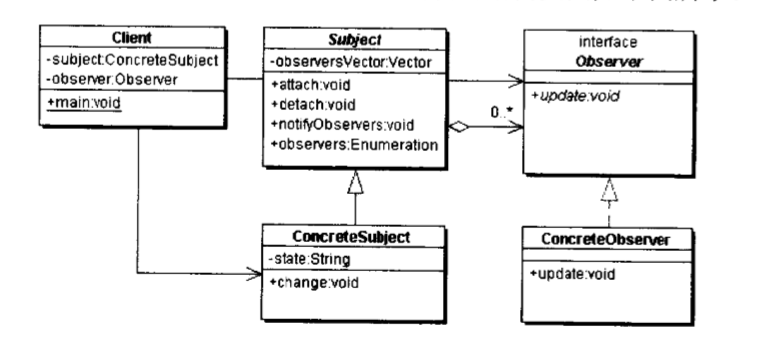 Client
-subject:ConcreteSubject
-observer:Observer
+main:void
Subject
-observersVector:Vector
+attach:void
+detach:void
+notifyObservers:void
+observers:Enumeration
interface
Observer
+update:void
0..*
ConcreteSubject
-state:String
+change:void
ConcreteObserver
+update:void